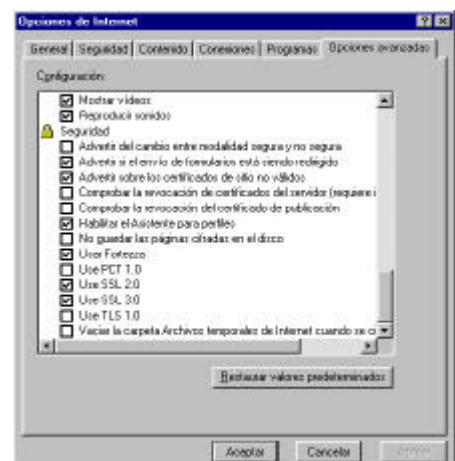 Opciones de Internet
General Seguridad Contenido Conexiones Programas Opciones avanzadas
Configuración:
Mostrar vídeos
Reproducir sonidos
Seguridad
Advertir del cambio entre modalidad segura y no segura
Advertir si el envío de formularios está siendo redirigido
Advertir sobre los certificados de sitio no válidos
Comprobar la revocación de certificados del servidor (requiere i
Comprobar la revocación del certificado de publicación
Habilitar el Asistente para perfiles
No guardar las páginas cifradas en el disco
Usar Fortezza
Use PCT 1.0
Use SSL 2.0
Use SSL 3.0
Use TLS 1.0
Vaciar la carpeta Archivos temporales de Internet cuando se c
Restaurar valores predeterminados
Aceptar Cancelar Aplicar